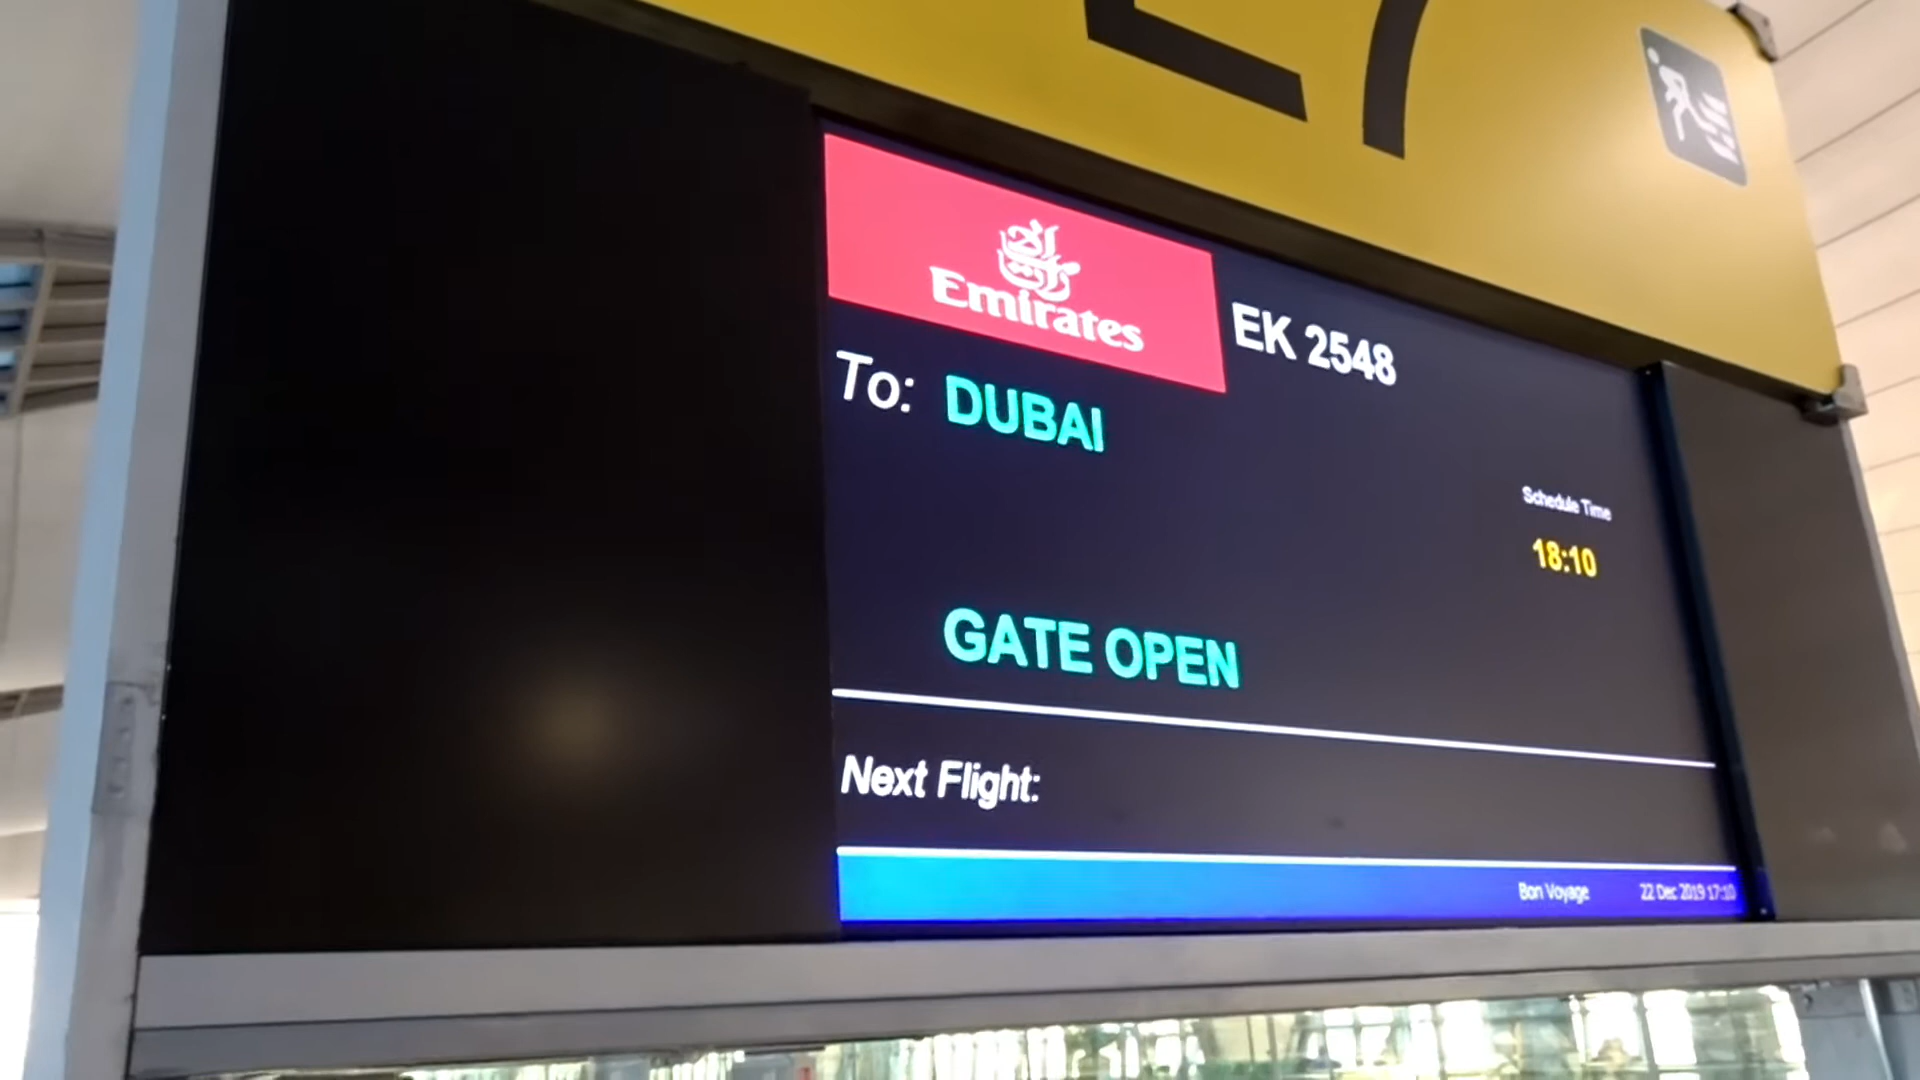 Emirates
EK 2548
To: DUBAI
Schedule Time
18:10
GATE OPEN
Next Flight:
Bon Voyage
22 Dec 2019 17:10